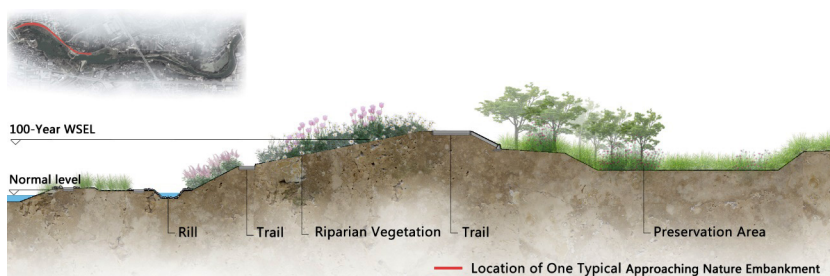 100-Year WSEL
Normal level
Rill
Trail
Riparian Vegetation
Trail
Preservation Area
Location of One Typical Approaching Nature Embankment